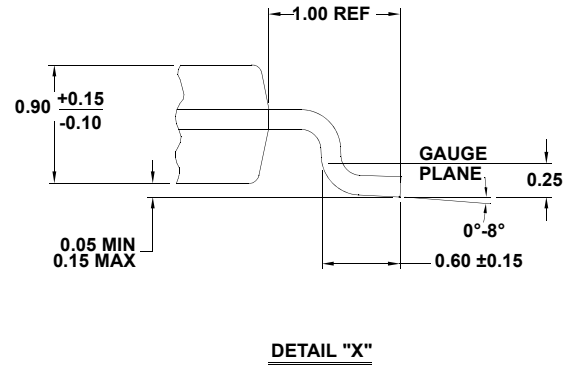 1.00 REF
0.90 +0.15
-0.10
GAUGE
PLANE
0.25
0°-8°
0.05 MIN
0.15 MAX
0.60 ±0.15
DETAIL "X"